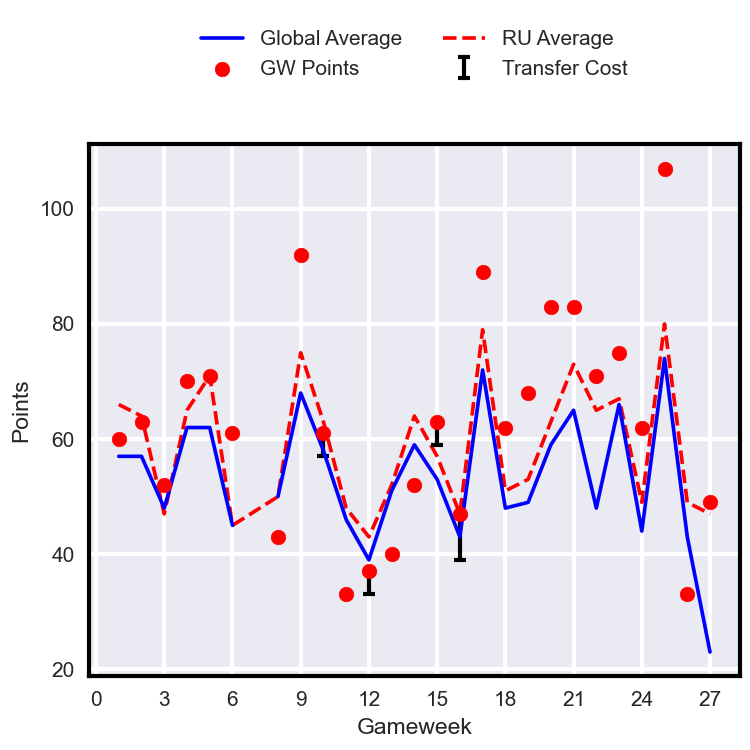 Global Average RU Average
GW Points Transfer Cost
100
80
60
40
20
Points
0 3 6 9 12 15 18 21 24 27
Gameweek